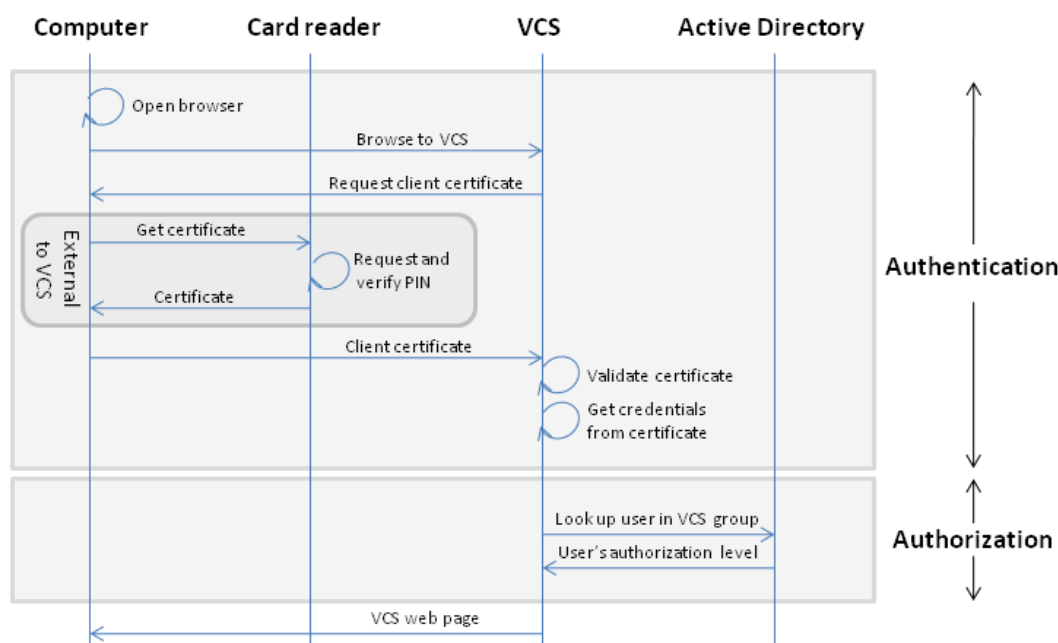 Computer
Card reader
VCS
Active Directory
Open browser
Browse to VCS
Request client certificate
External
to VCS
Get certificate
Request and
verify PIN
Certificate
Authentication
Client certificate
Validate certificate
Get credentials
from certificate
Look up user in VCS group
User's authorization level
Authorization
VCS web page